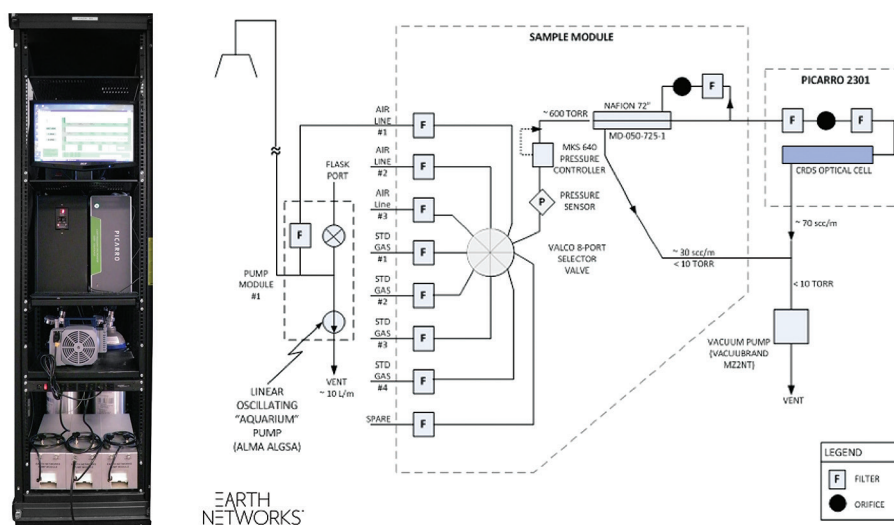 SAMPLE MODULE
PICARRO 2301
AIR
LINE
#1
AIR
LINE
#2
AIR
Line
#3
STD
GAS
#1
STD
GAS
#2
STD
GAS
#3
STD
GAS
#4
SPARE
F
F
F
F
F
F
F
F
FLASK
PORT
F
PUMP
MODULE
#1
VENT
~ 10 L/m
LINEAR
OSCILLATING
"AQUARIUM"
PUMP
(ALMA ALGSA)
~ 600 TORR
NAFION 72"
MD-050-725-1
F
MKS 640
PRESSURE
CONTROLLER
P
PRESSURE
SENSOR
VALCO 8-PORT
SELECTOR
VALVE
F
F
CRDS OPTICAL CELL
~ 70 scc/m
~ 30 scc/m
< 10 TORR
< 10 TORR
VACUUM PUMP
(VACUUBRAND
MZ2NT)
VENT
LEGEND
F
FILTER
ORIFICE
PICARRO
EARTH
NETWORKS